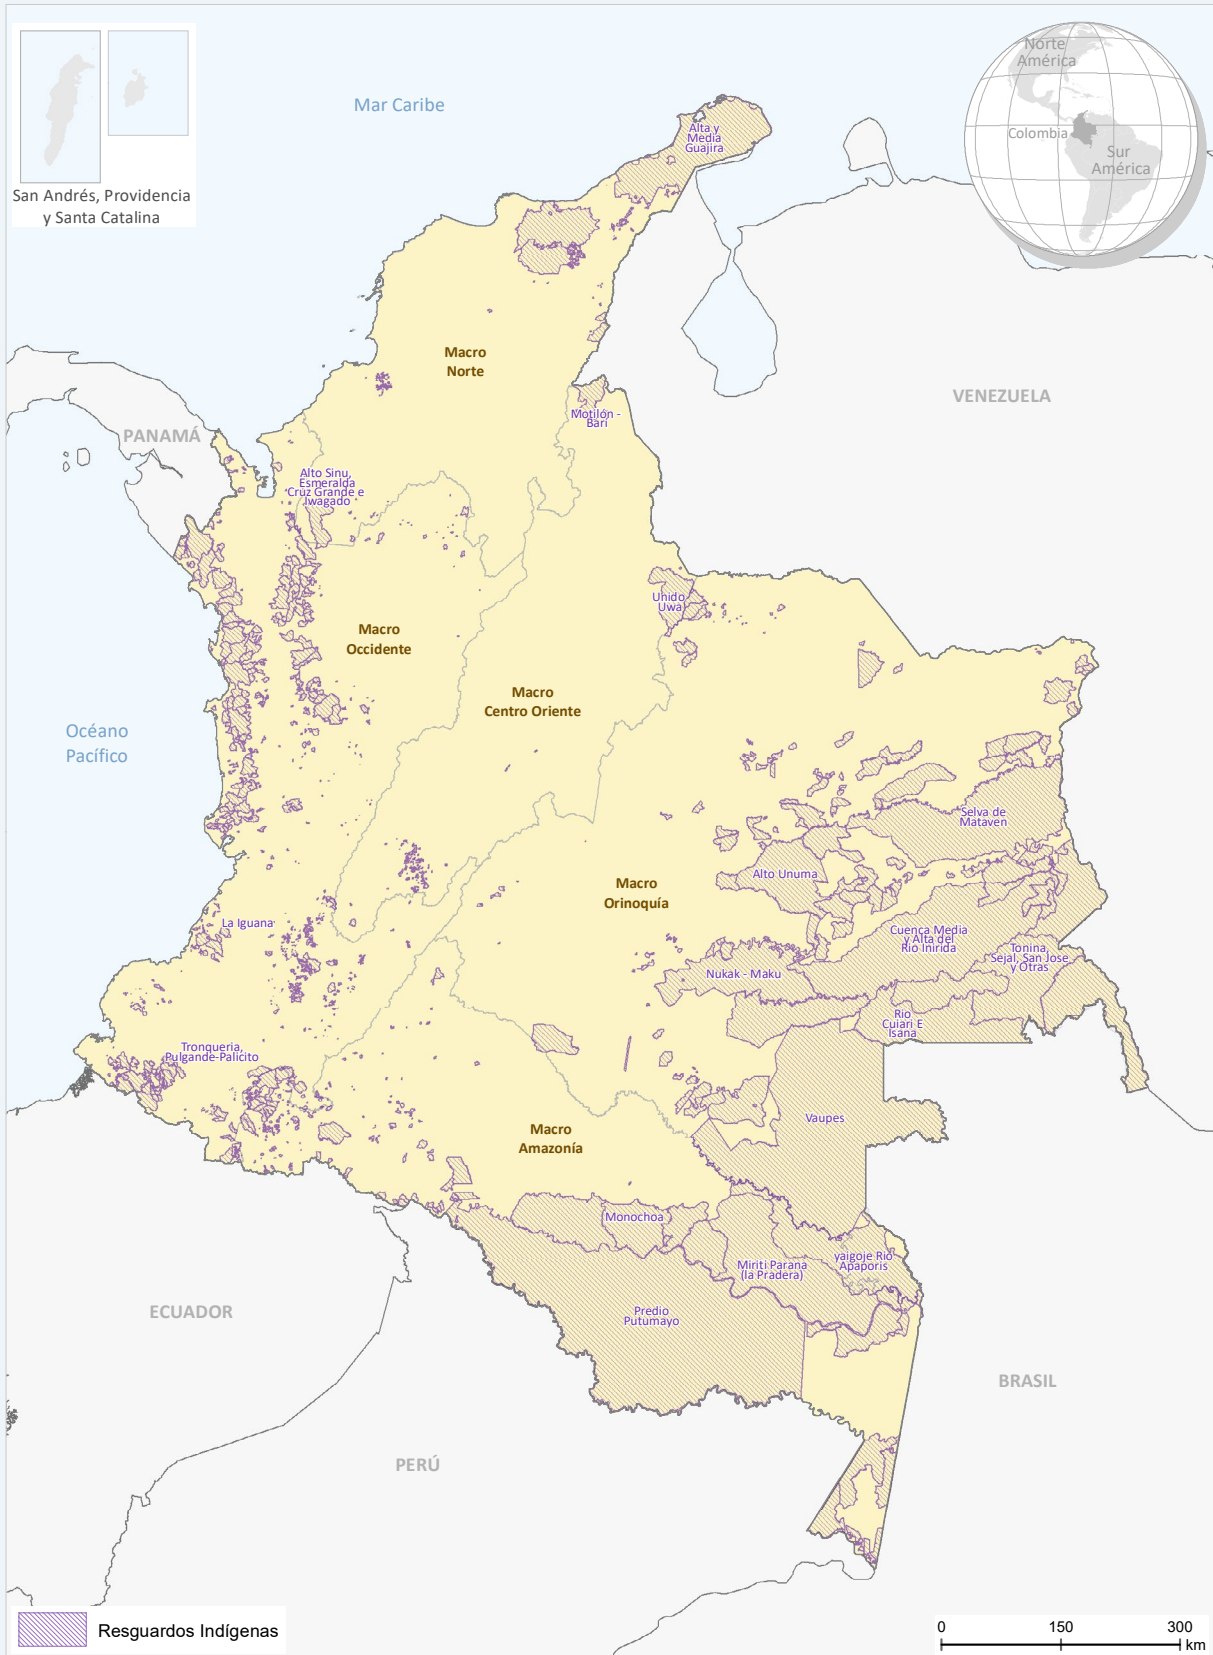 Norte
América
Mar Caribe
Alta y
Media
Guajira
Colombia
Sur
América
San Andrés, Providencia
y Santa Catalina
Macro
Norte
VENEZUELA
Motilón -
Bari
PANAMÁ
Alto Sinu,
Esmeralda
Cruz Grande e
Iwagado
Unido
Uwa
Macro
Occidente
Macro
Centro Oriente
Océano
Pacífico
Selva de
Mataven
Alto Unuma
Macro
Orinoquía
La Iguana
Cuenca Media
y Alta del
Rio Inirida
Tonina,
Sejal, San Jose
y Otras
Nukak - Maku
Rio
Cuiari E
Isana
Tronqueria,
Pulgande-Palicito
Vaupes
Macro
Amazonía
Monochoa
yaigoje Rio
Apaporis
Miriti Parana
(la Pradera)
Predio
Putumayo
ECUADOR
BRASIL
PERÚ
Resguardos Indígenas
0 150 300
km